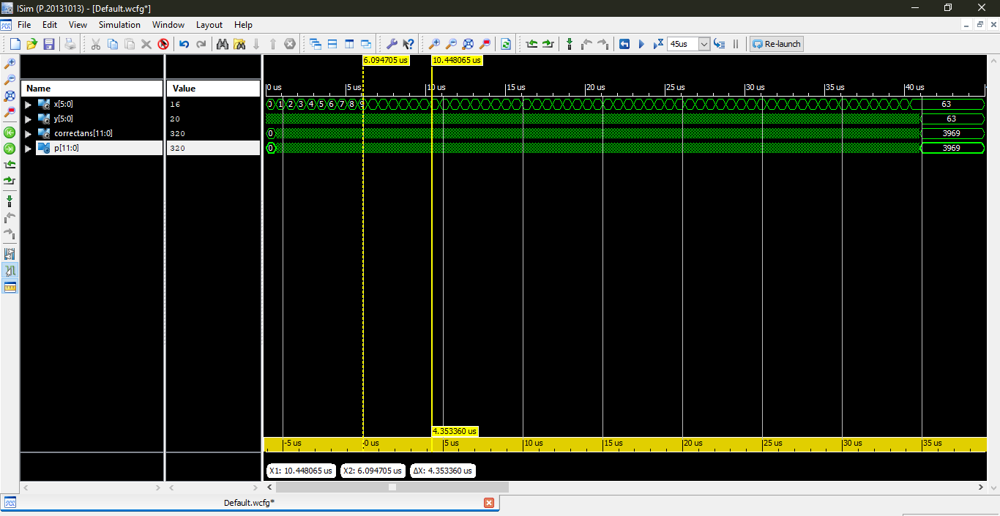 ISim (P.20131013) - [Default.wcfg*]
File Edit View Simulation Window Layout Help
45us Re-launch
6.094705 us 10.448065 us
Name Value
0 us 5 us 10 us 15 us 20 us 25 us 30 us 35 us 40 us
x[5:0] 16 0 1 2 3 4 5 6 7 8 9 63
y[5:0] 20 63
correctans[11:0] 320 0 3969
p[11:0] 320 0 3969
4.353360 us
-5 us 0 us 5 us 10 us 15 us 20 us 25 us 30 us 35 us
X1: 10.448065 us X2: 6.094705 us ΔX: 4.353360 us
Default.wcfg*